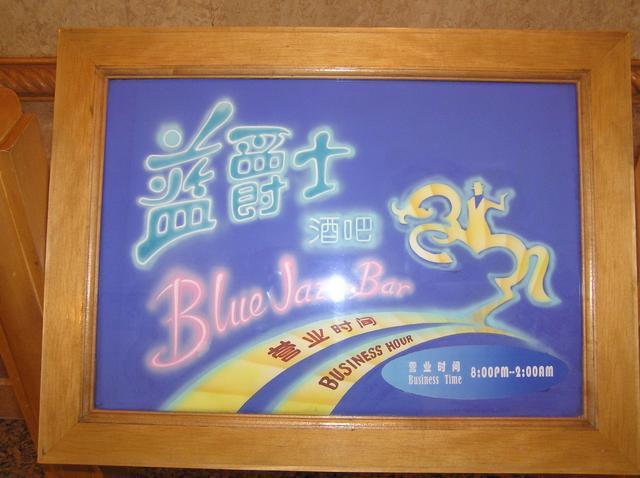 蓝爵士
酒吧
Blue Jazz Bar
营业时间
BUSINESS HOUR
营业时间
Business Time
8:00PM-2:00AM